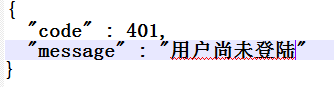 {
  "code" : 401,
  "message" : "用户尚未登陆"
}